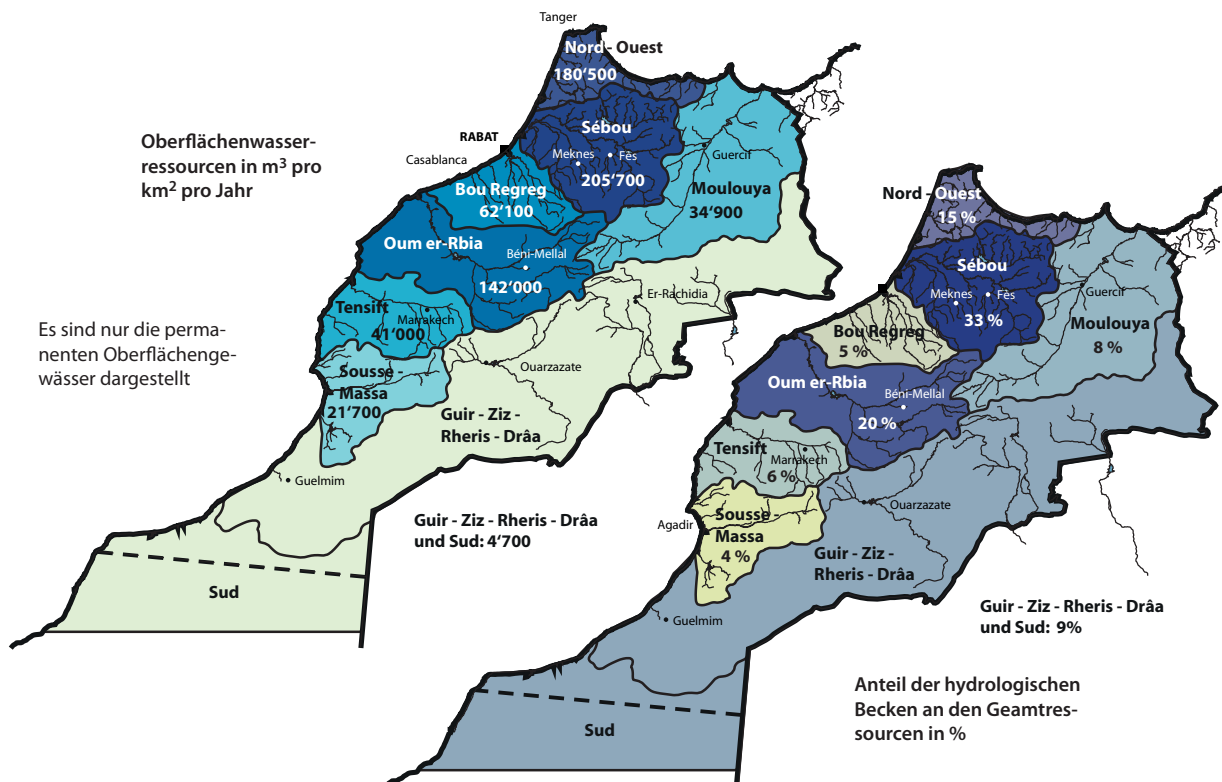 Tanger
Nord - Ouest
180'500
Oberflächenwasser-
ressourcen in m³ pro
km² pro Jahr
RABAT
Casablanca
Sébou
Meknes
Fès
205'700
Guercif
Bou Regreg
62'100
Moulouya
34'900
Oum er-Rbia
Béni-Mellal
142'000
Er-Rachidia
Es sind nur die perma-
nenten Oberflächenge-
wässer dargestellt
Tensift
Marrakech
41'000
Ouarzazate
Sousse -
Massa
21'700
Guir - Ziz -
Rheris - Drâa
Guelmim
Guir - Ziz - Rheris - Drâa
und Sud: 4'700
Sud
Nord - Ouest
15 %
Sébou
Meknes
Fès
33 %
Guercif
Moulouya
8 %
Bou Regreg
5 %
Oum er-Rbia
Béni-Mellal
20 %
Tensift
Marrakech
6 %
Ouarzazate
Agadir
Sousse -
Massa
4 %
Guir - Ziz -
Rheris - Drâa
Guelmim
Guir - Ziz - Rheris - Drâa
und Sud: 9%
Anteil der hydrologischen
Becken an den Geamtres-
sourcen in %
Sud